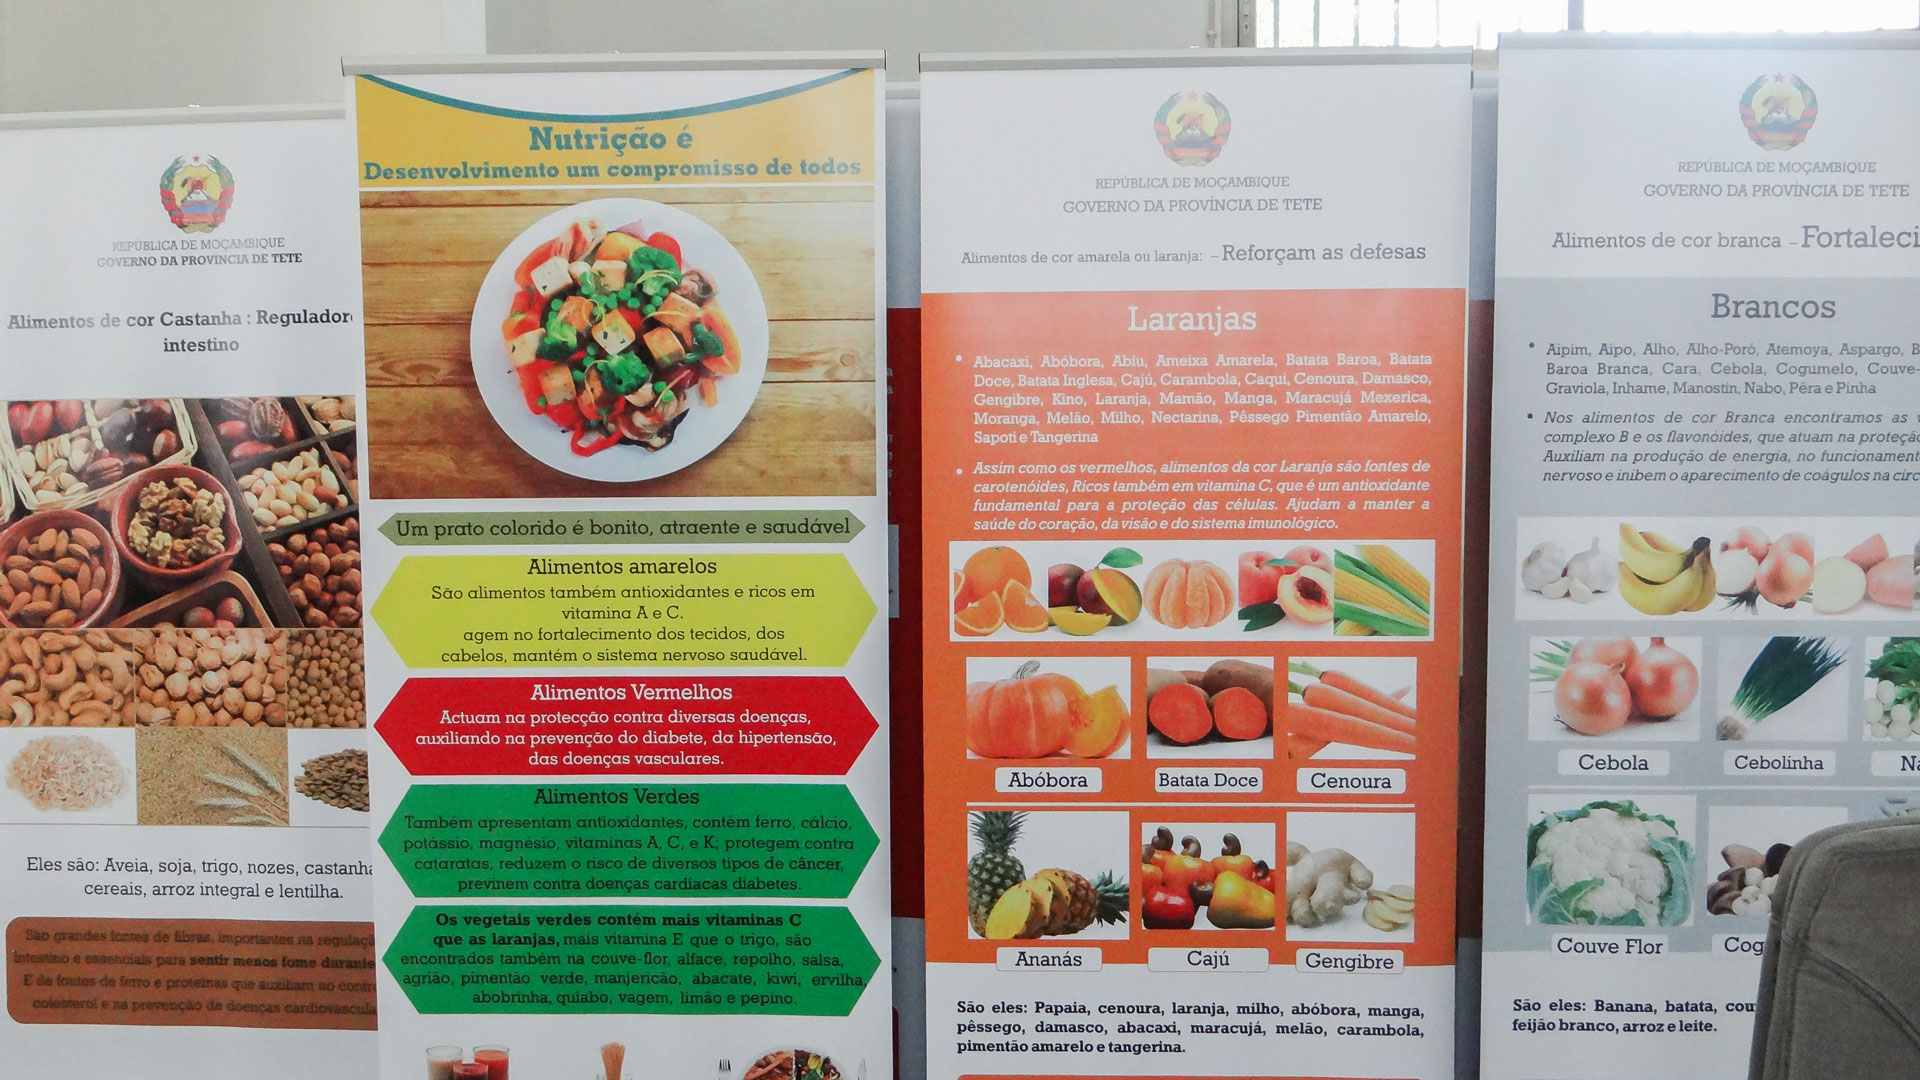 REPÚBLICA DE MOÇAMBIQUE
GOVERNO DA PROVÍNCIA DE TETE
Alimentos de cor Castanha :
intestino
Eles são: Aveia, soja, trigo, nozes,
cereais, arroz integral e lentilha.
São grandes fontes de fibras, importantes na
intestino e essenciais para sentir menos fome durante
E de fontes de ferro e proteínas que auxiliam no
colesterol e na prevenção de doenças
Nutrição é
Desenvolvimento um compromisso de todos
Um prato colorido é bonito, atraente e saudável
Alimentos amarelos
São alimentos também antioxidantes e ricos em
vitamina A e C.
agem no fortalecimento dos tecidos, dos
cabelos, mantém o sistema nervoso saudável.
Alimentos Vermelhos
Actuam na protecção contra diversas doenças,
auxiliando na prevenção do diabete, da hipertensão,
das doenças vasculares.
Alimentos Verdes
Também apresentam antioxidantes, contém ferro, cálcio,
potássio, magnésio, vitaminas A, C, e K; protegem contra
cataratas, reduzem o risco de diversos tipos de câncer,
previnem contra doenças cardíacas diabetes.
Os vegetais verdes contém mais vitaminas C
que as laranjas, mais vitamina E que o trigo, são
encontrados também na couve-flor, alface, repolho, salsa,
agrião, pimentão verde, manjericão, abacate, kiwi, ervilha,
abobrinha, quiabo, vagem, limão e pepino.
REPÚBLICA DE MOÇAMBIQUE
GOVERNO DA PROVÍNCIA DE TETE
Alimentos de cor amarela ou laranja: – Reforçam as defesas
Laranjas
• Abacaxi, Abóbora, Abiu, Ameixa Amarela, Batata Baroa, Batata
Doce, Batata Inglesa, Cajú, Carambola, Caqui, Cenoura, Damasco,
Gengibre, Kino, Laranja, Mamão, Manga, Maracujá Mexerica,
Moranga, Melão, Milho, Nectarina, Pêssego Pimentão Amarelo,
Sapoti e Tangerina
• Assim como os vermelhos, alimentos da cor Laranja são fontes de
carotenóides, Ricos também em vitamina C, que é um antioxidante
fundamental para a proteção das células. Ajudam a manter a
saúde do coração, da visão e do sistema imunológico.
Abóbora
Batata Doce
Cenoura
Ananás
Cajú
Gengibre
São eles: Papaia, cenoura, laranja, milho, abóbora, manga,
pêssego, damasco, abacaxi, maracujá, melão, carambola,
pimentão amarelo e tangerina.
REPÚBLICA DE MOÇAMBIQUE
GOVERNO DA PROVÍNCIA DE TETE
Alimentos de cor branca –
Brancos
• Aipim, Aipo, Alho, Alho-Poró, Atemoya, Aspargo,
Baroa Branca, Cara, Cebola, Cogumelo, Couve-
Graviola, Inhame, Manostin, Nabo, Pêra e Pinha
• Nos alimentos de cor Branca encontramos as
complexo B e os flavonóides, que atuam na
Auxiliam na produção de energia, no
nervoso e inibem o aparecimento de coágulos na
Cebola
Cebolinha
Couve Flor
São eles: Banana, batata,
feijão branco, arroz e leite.